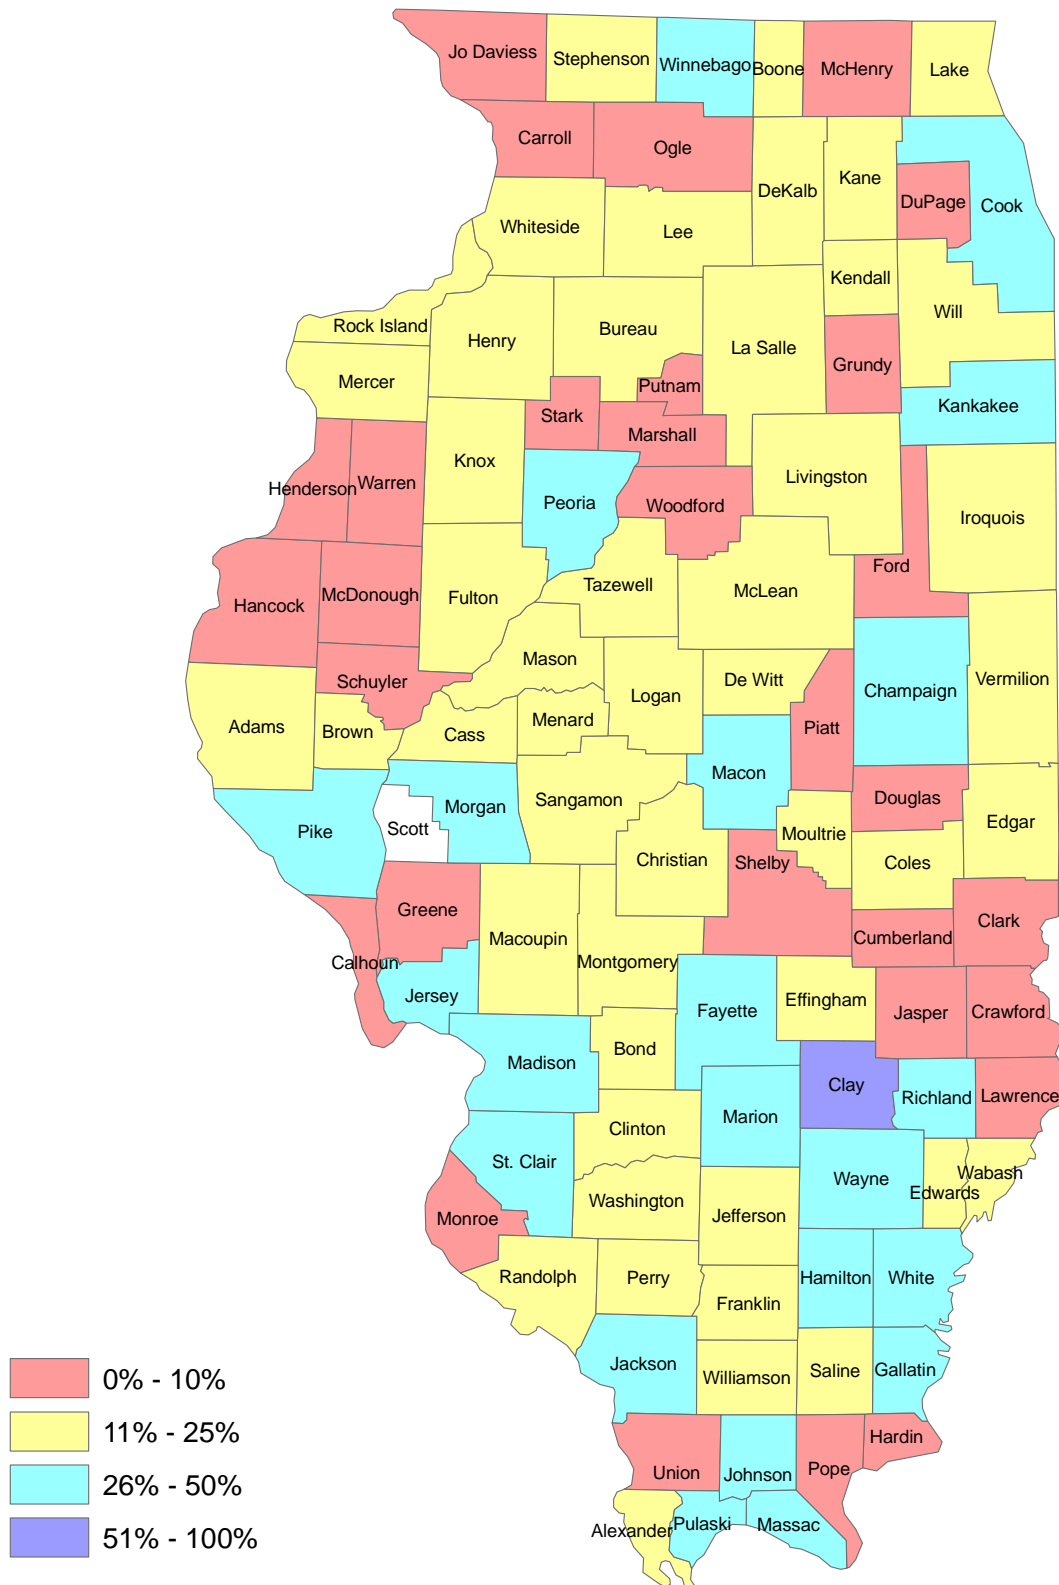 Jo Daviess
Stephenson
Winnebago
Boone
McHenry
Lake
Carroll
Ogle
DeKalb
Kane
DuPage
Cook
Whiteside
Lee
Kendall
Will
Rock Island
Henry
Bureau
La Salle
Grundy
Mercer
Putnam
Kankakee
Stark
Marshall
Knox
Henderson
Warren
Peoria
Livingston
Woodford
Iroquois
Ford
Hancock
McDonough
Fulton
Tazewell
McLean
Mason
Schuyler
Logan
De Witt
Champaign
Vermilion
Adams
Brown
Cass
Menard
Piatt
Macon
Pike
Scott
Morgan
Sangamon
Douglas
Edgar
Moultrie
Christian
Shelby
Coles
Greene
Clark
Calhoun
Macoupin
Montgomery
Cumberland
Jersey
Fayette
Effingham
Jasper
Crawford
Madison
Bond
Clay
Richland
Lawrence
Marion
Clinton
St. Clair
Wayne
Edwards
Wabash
Washington
Jefferson
Monroe
Randolph
Perry
Hamilton
White
Franklin
Jackson
Williamson
Saline
Gallatin
Union
Johnson
Pope
Hardin
Alexander
Pulaski
Massac
0% - 10%
11% - 25%
26% - 50%
51% - 100%